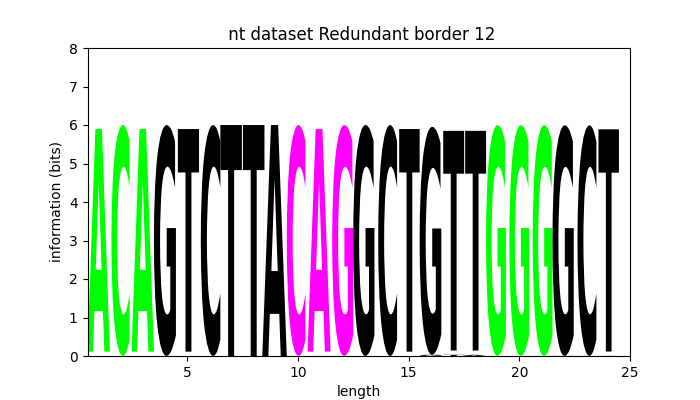 nt dataset Redundant border 12
8
7
6
5
4
3
2
1
0
information (bits)
ACAGTCTTACAGGCTGTTGGGGCT
5 10 15 20 25
length